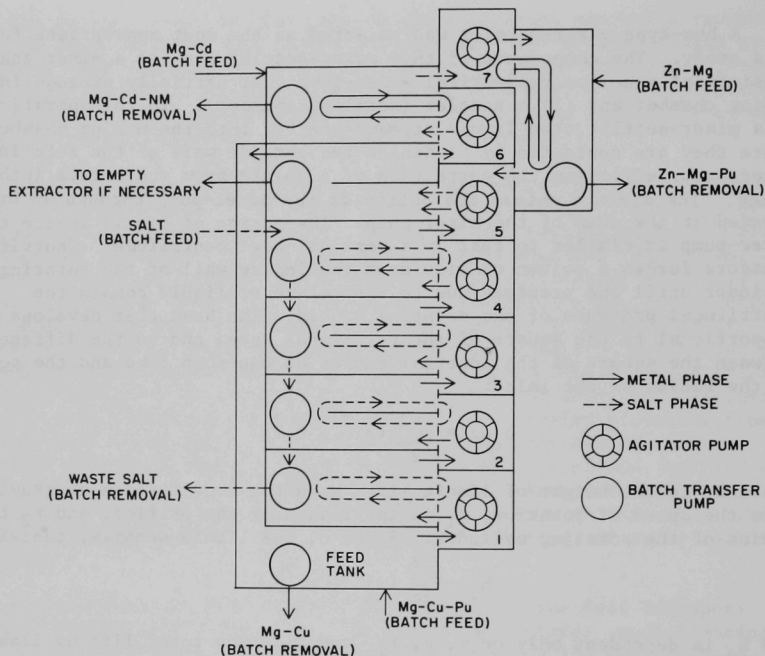 Mg-Cd
(BATCH FEED)
Mg-Cd-NM
(BATCH REMOVAL)
TO EMPTY
EXTRACTOR IF NECESSARY
SALT
(BATCH FEED)
WASTE SALT
(BATCH REMOVAL)
FEED
TANK
Mg-Cu
(BATCH REMOVAL)
Mg-Cu-Pu
(BATCH FEED)
7
6
5
4
3
2
1
Zn-Mg
(BATCH FEED)
Zn-Mg-Pu
(BATCH REMOVAL)
METAL PHASE
SALT PHASE
AGITATOR PUMP
BATCH TRANSFER
PUMP